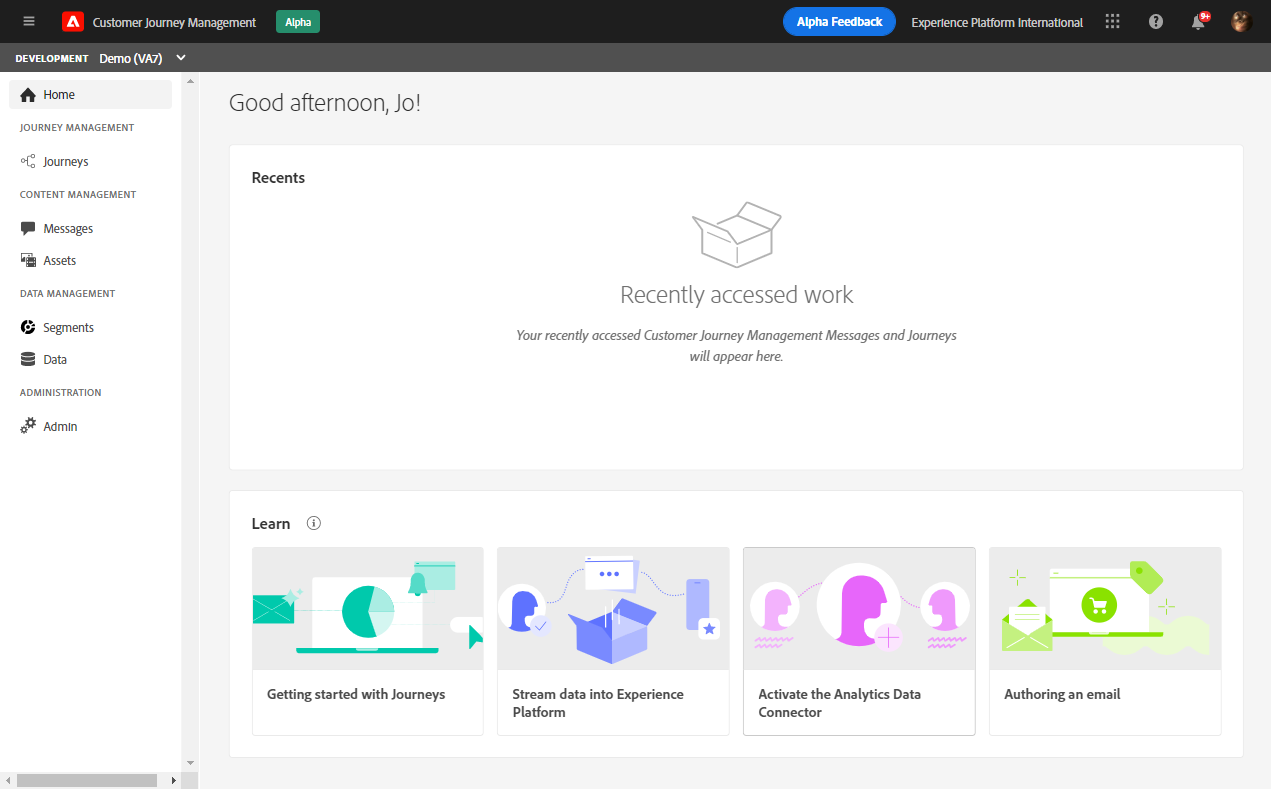 Customer Journey Management Alpha Alpha Feedback Experience Platform International 9+
DEVELOPMENT Demo (VA7)
Home
JOURNEY MANAGEMENT
Journeys
CONTENT MANAGEMENT
Messages
Assets
DATA MANAGEMENT
Segments
Data
ADMINISTRATION
Admin
Good afternoon, Jo!
Recents
Recently accessed work
Your recently accessed Customer Journey Management Messages and Journeys
will appear here.
Learn
Getting started with Journeys
Stream data into Experience
Platform
Activate the Analytics Data
Connector
Authoring an email